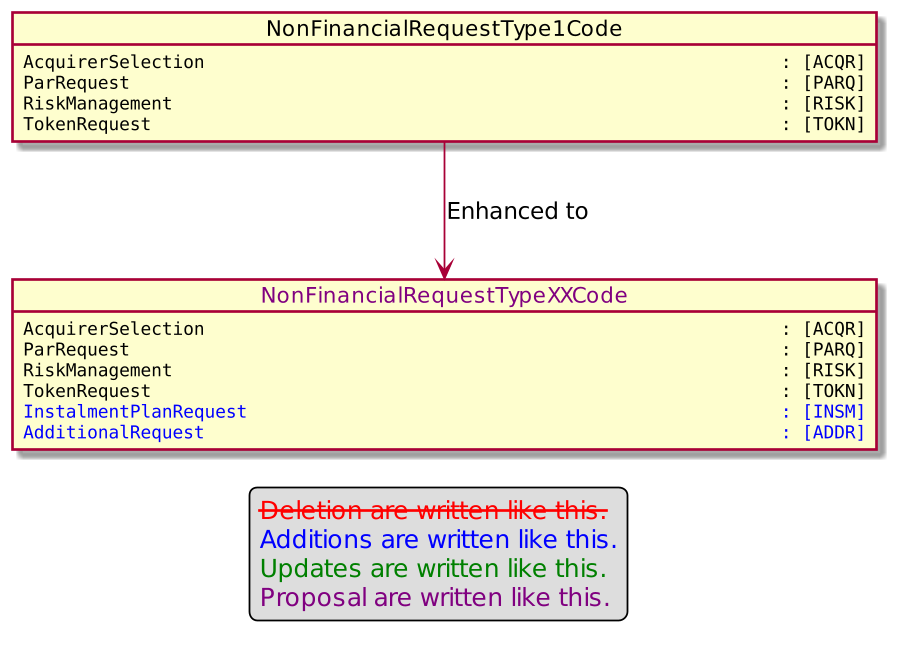 NonFinancialRequestType1Code
AcquirerSelection : [ACQR]
ParRequest : [PARQ]
RiskManagement : [RISK]
TokenRequest : [TOKN]
Enhanced to
NonFinancialRequestTypeXXCode
AcquirerSelection : [ACQR]
ParRequest : [PARQ]
RiskManagement : [RISK]
TokenRequest : [TOKN]
InstalmentPlanRequest : [INSM]
AdditionalRequest : [ADDR]
Deletion are written like this.
Additions are written like this.
Updates are written like this.
Proposal are written like this.